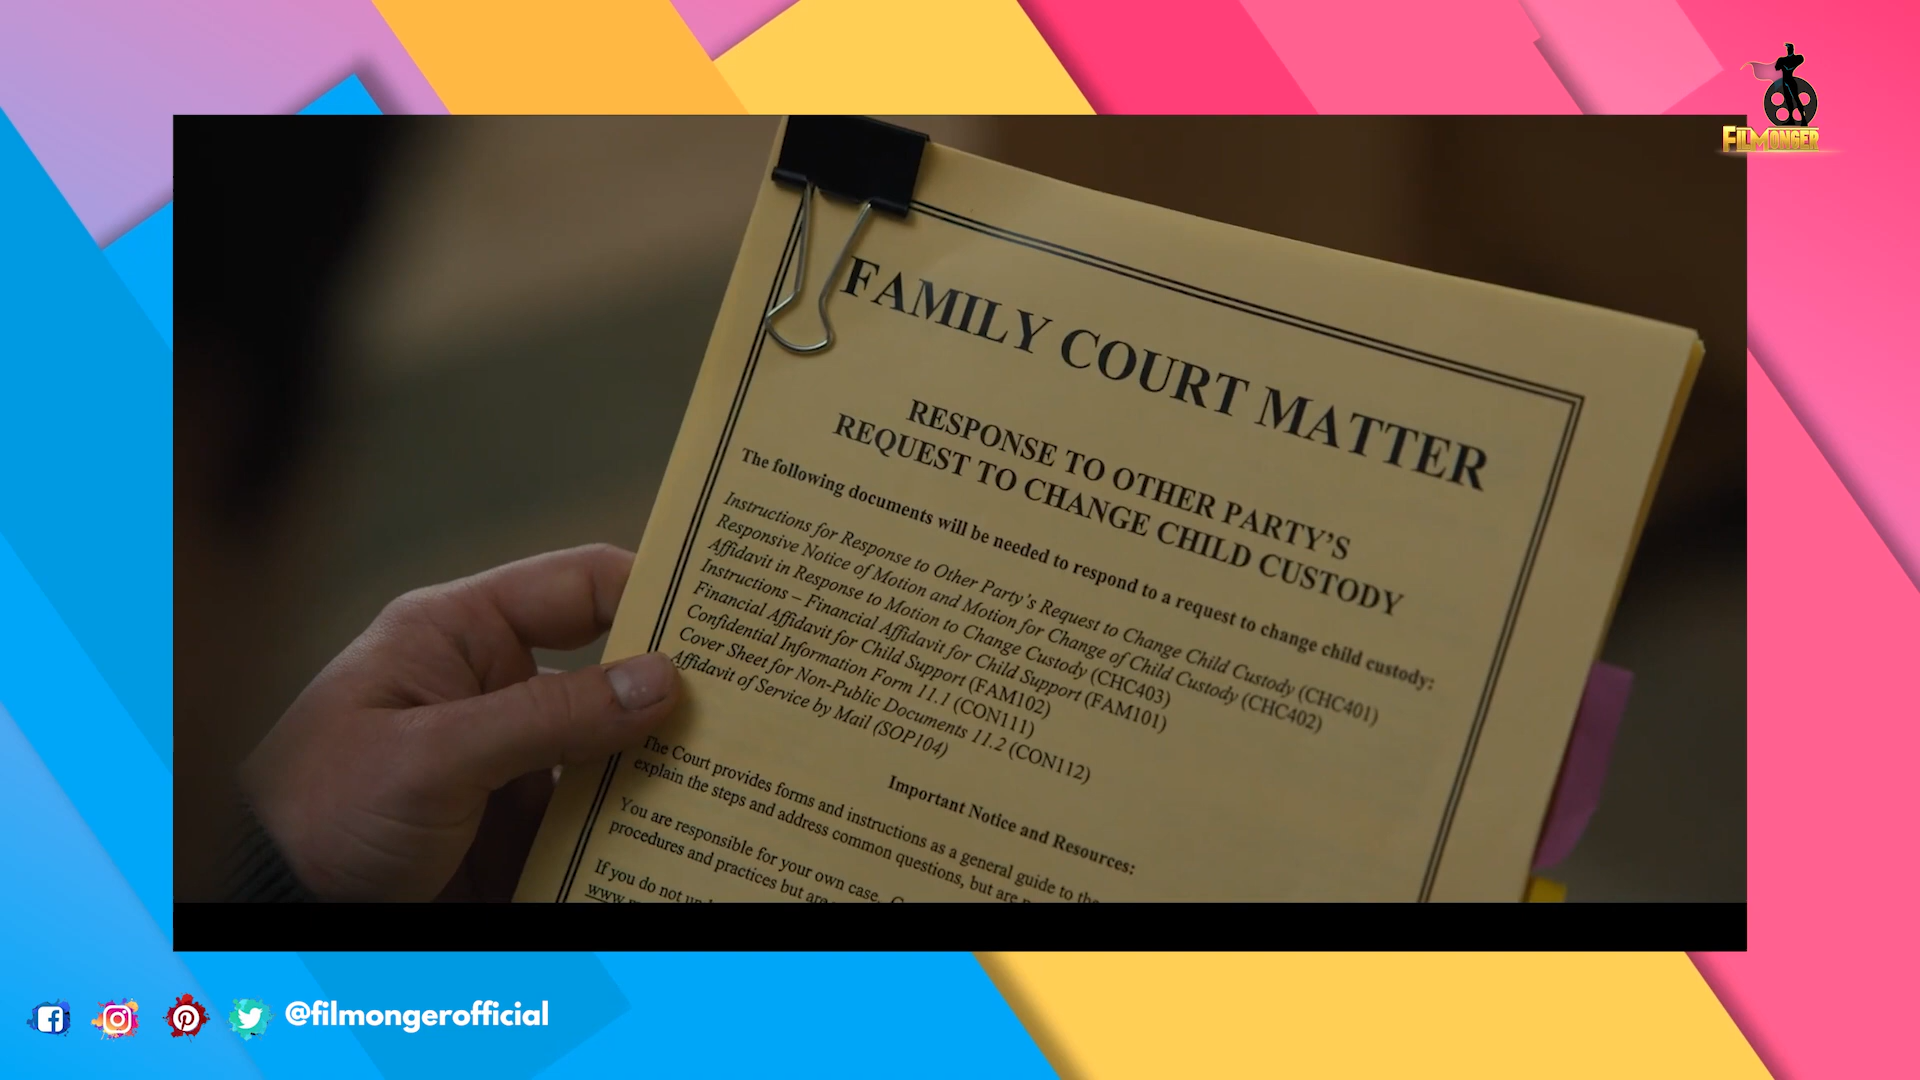 FILMONGER
FAMILY COURT MATTER
RESPONSE TO OTHER PARTY'S
REQUEST TO CHANGE CHILD CUSTODY
The following documents will be needed to respond to a request to change child custody:
Instructions for Response to Other Party's Request to Change Child Custody (CHC401)
Responsive Notice of Motion and Motion for Change of Child Custody (CHC402)
Affidavit in Response to Motion to Change Custody (CHC403)
Instructions – Financial Affidavit for Child Support (FAM101)
Financial Affidavit for Child Support (FAM102)
Confidential Information Form 11.1 (CON111)
Cover Sheet for Non-Public Documents 11.2 (CON112)
Affidavit of Service by Mail (SOP104)
Important Notice and Resources:
The Court provides forms and instructions as a general guide to the
explain the steps and address common questions, but are
You are responsible for your own case.
procedures and practices but are
If you do not
www.
@filmongerofficial